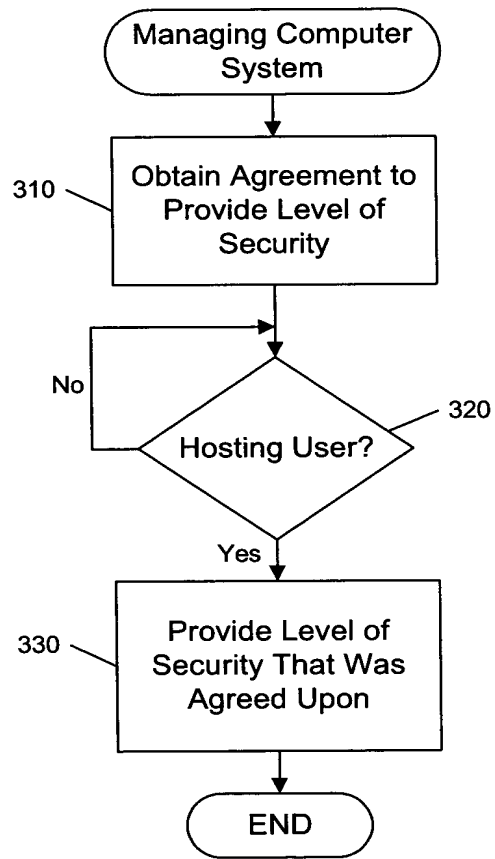 Managing Computer
System
310
Obtain Agreement to
Provide Level of
Security
No
320
Hosting User?
Yes
330
Provide Level of
Security That Was
Agreed Upon
END